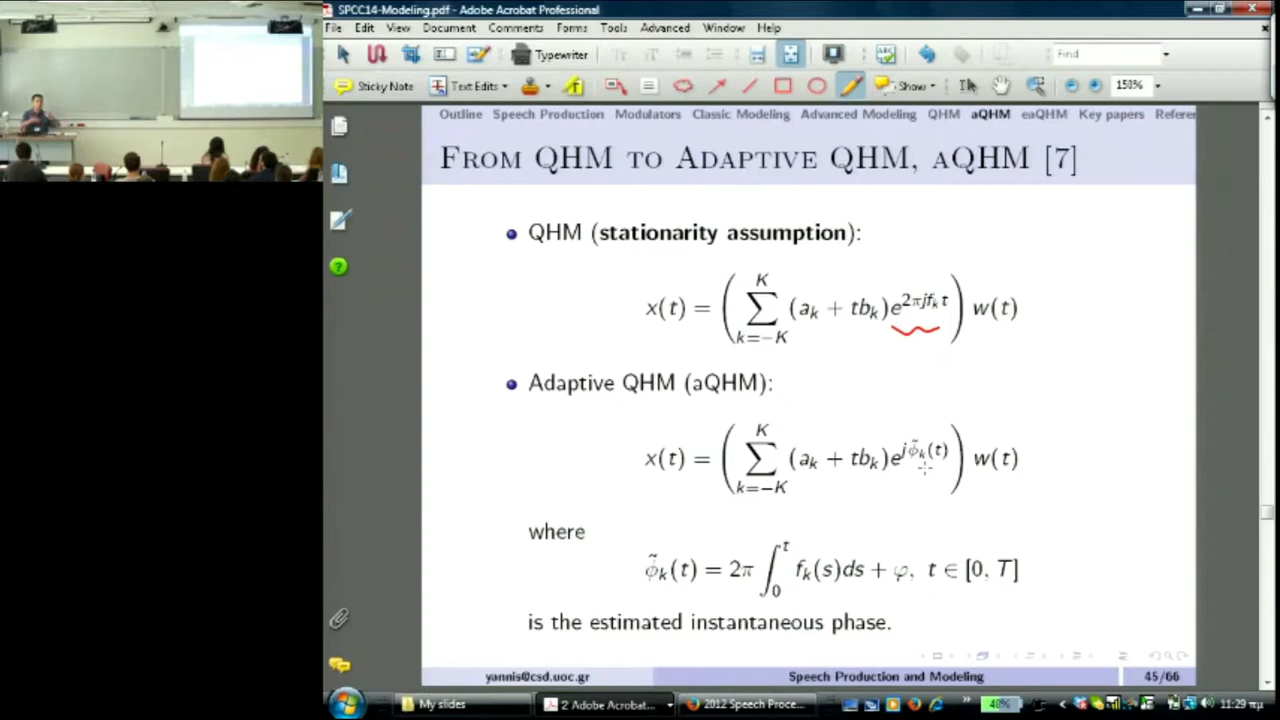 SPCC14-Modeling.pdf - Adobe Acrobat Professional
File Edit View Document Comments Forms Tools Advanced Window Help
Typewriter Find
Sticky Note Text Edits Show 150%
Outline Speech Production Modulators Classic Modeling Advanced Modeling QHM aQHM eaQHM Key papers Referen
From QHM to Adaptive QHM, aQHM [7]
QHM (stationarity assumption):
x(t) = ( ∑_{k=−K}^{K} (a_k + tb_k)e^{2πjf_k t} ) w(t)
Adaptive QHM (aQHM):
x(t) = ( ∑_{k=−K}^{K} (a_k + tb_k)e^{jϕ̃_k(t)} ) w(t)
where
ϕ̃_k(t) = 2π ∫_0^t f_k(s)ds + φ, t ∈ [0, T]
is the estimated instantaneous phase.
yannis@csd.uoc.gr Speech Production and Modeling 45/66
My slides 2 Adobe Acrobat... 2012 Speech Proce... 48% 11:29 πμ